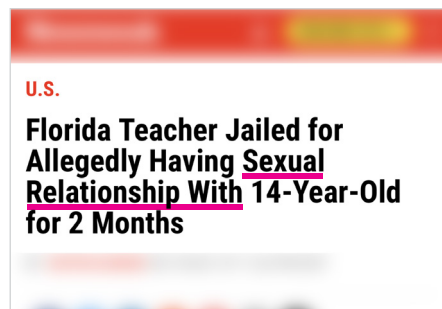 U.S.
Florida Teacher Jailed for
Allegedly Having Sexual
Relationship With 14-Year-Old
for 2 Months